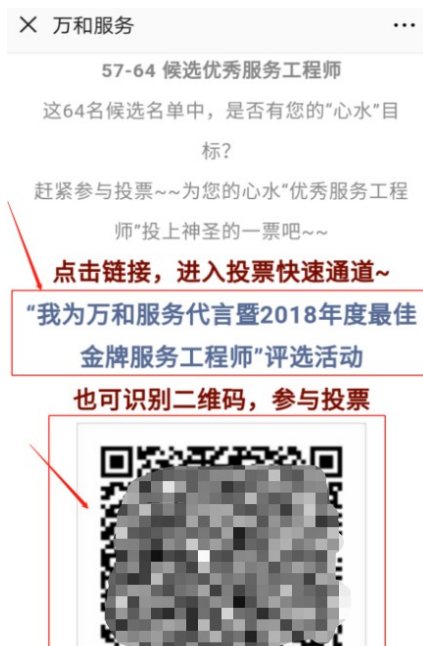 万和服务
57-64 候选优秀服务工程师
这64名候选名单中，是否有您的“心水”目
标？
赶紧参与投票~~为您的心水“优秀服务工程
师”投上神圣的一票吧~~
点击链接，进入投票快速通道~
“我为万和服务代言暨2018年度最佳
金牌服务工程师”评选活动
也可识别二维码，参与投票